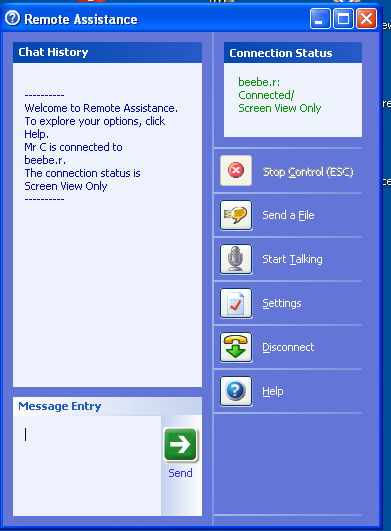 Remote Assistance
Chat History
----------
Welcome to Remote Assistance.
To explore your options, click
Help.
Mr C is connected to
beebe.r.
The connection status is
Screen View Only
----------
Message Entry
Send
Connection Status
beebe.r:
Connected/
Screen View Only
Stop Control (ESC)
Send a File
Start Talking
Settings
Disconnect
Help